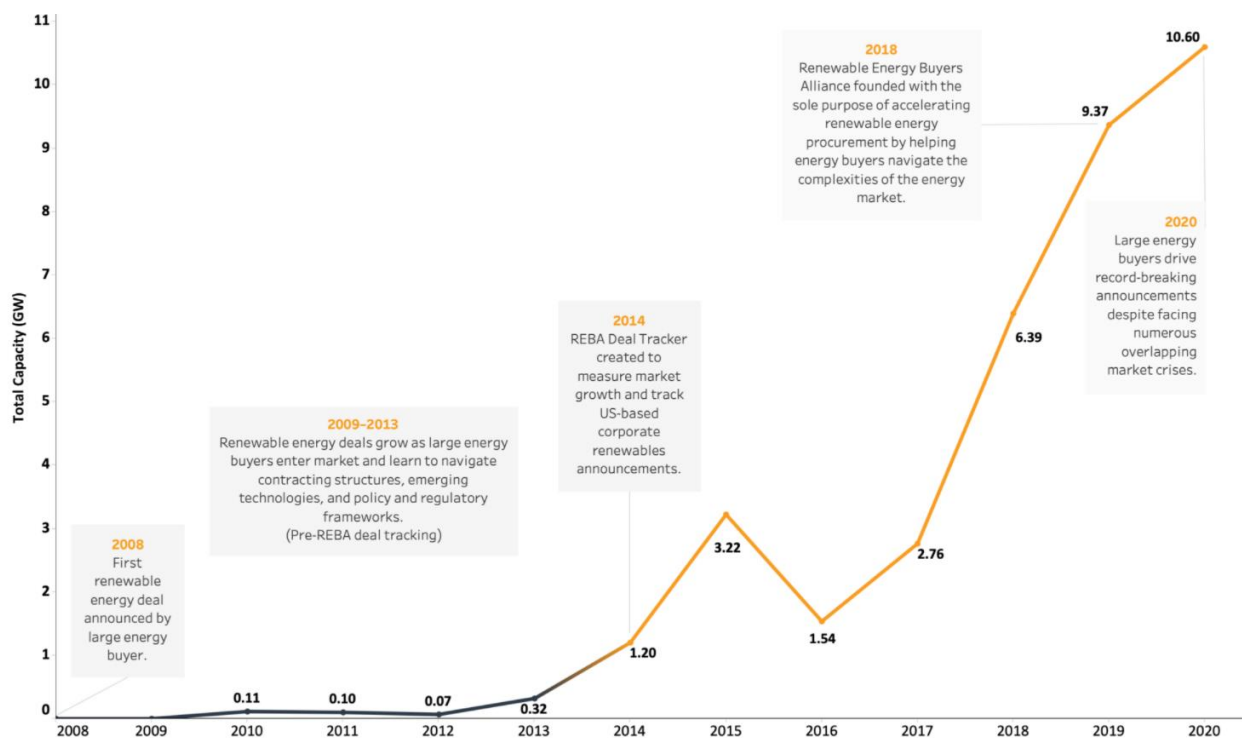 11
10
9
8
7
6
5
4
3
2
1
0
Total Capacity (GW)
2008
First
renewable
energy deal
announced by
large energy
buyer.
2009–2013
Renewable energy deals grow as large energy
buyers enter market and learn to navigate
contracting structures, emerging
technologies, and policy and regulatory
frameworks.
(Pre-REBA deal tracking)
2014
REBA Deal Tracker
created to
measure market
growth and track
US-based
corporate
renewables
announcements.
2018
Renewable Energy Buyers
Alliance founded with the
sole purpose of accelerating
renewable energy
procurement by helping
energy buyers navigate the
complexities of the energy
market.
2020
Large energy
buyers drive
record-breaking
announcements
despite facing
numerous
overlapping
market crises.
0.11
0.10
0.07
0.32
1.20
3.22
1.54
2.76
6.39
9.37
10.60
2008
2009
2010
2011
2012
2013
2014
2015
2016
2017
2018
2019
2020